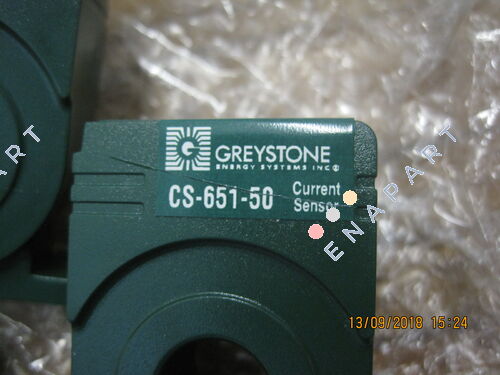 GREYSTONE
ENERGY SYSTEMS INC
CS-651-50
Current
Sensor
ENAPART
ENAPART
13/09/2018 15:24